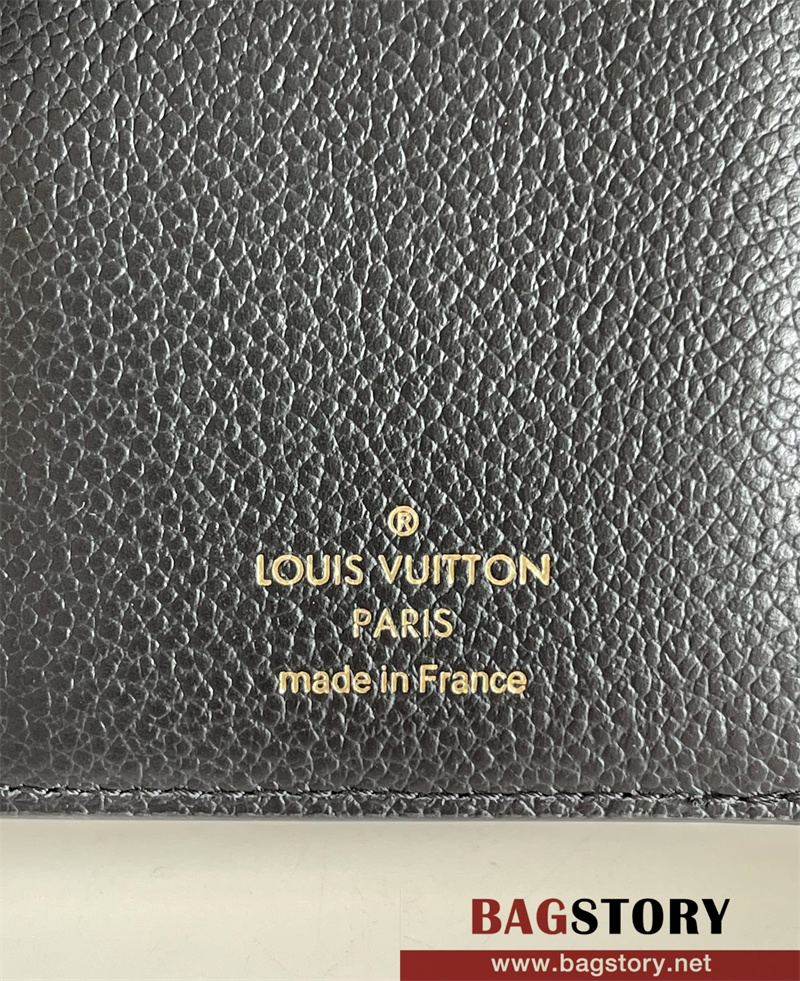 ®
LOUIS VUITTON
PARIS
made in France
BAGSTORY
www.bagstory.net